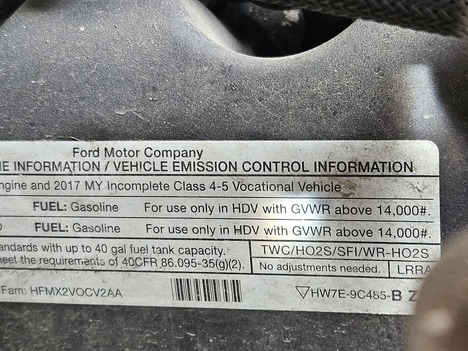 Ford Motor Company
INFORMATION / VEHICLE EMISSION CONTROL INFORMATION
ngine and 2017 MY Incomplete Class 4-5 Vocational Vehicle
FUEL: Gasoline For use only in HDV with GVWR above 14,000#.
FUEL: Gasoline For use only in HDV with GVWR above 14,000#.
andards with up to 40 gal fuel tank capacity. TWC/HO2S/SFI/WR-HO2S
eet the requirements of 40CFR 86.095-35(g)(2). No adjustments needed. LRRA
Fam: HFMX2VOCV2AA HW7E-9C485-B Z